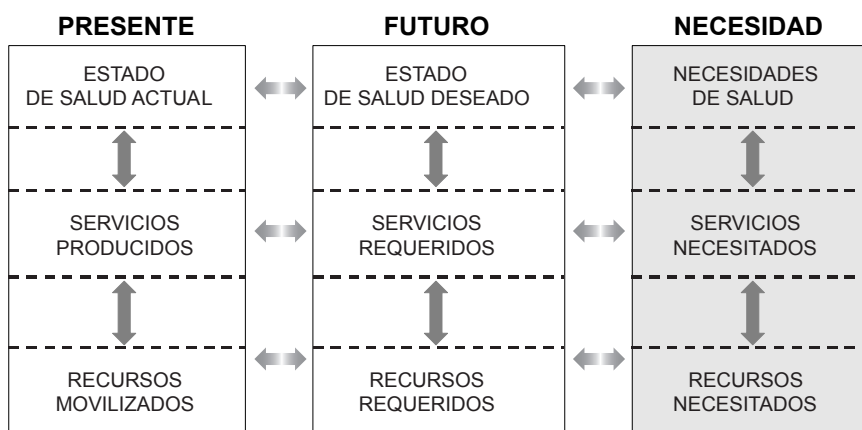 PRESENTE
FUTURO
NECESIDAD
ESTADO
DE SALUD ACTUAL
ESTADO
DE SALUD DESEADO
NECESIDADES
DE SALUD
SERVICIOS
PRODUCIDOS
SERVICIOS
REQUERIDOS
SERVICIOS
NECESITADOS
RECURSOS
MOVILIZADOS
RECURSOS
REQUERIDOS
RECURSOS
NECESITADOS